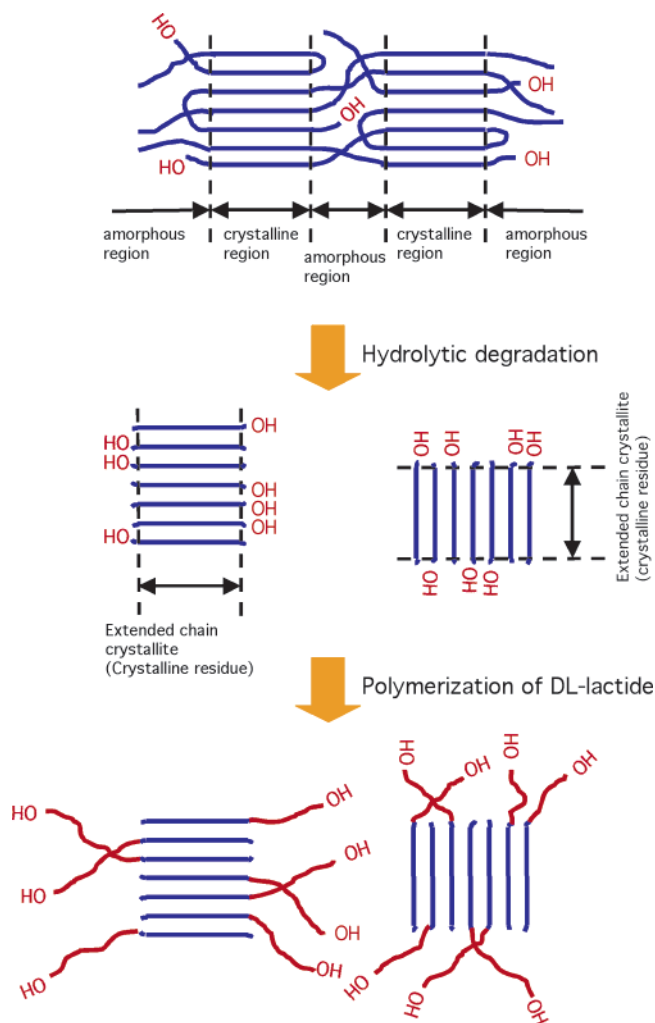 HO
OH
OH
HO
OH
amorphous
region
crystalline
region
amorphous
region
crystalline
region
amorphous
region
Hydrolytic degradation
OH
HO
HO
OH
OH
OH
HO
Extended chain
crystallite
(Crystalline residue)
OH
OH
OH
OH
HO
HO
HO
Extended chain crystallite
(crystalline residue)
Polymerization of DL-lactide
HO
OH
OH
HO
OH
HO
OH
OH
OH
OH
OH
HO
HO
OH